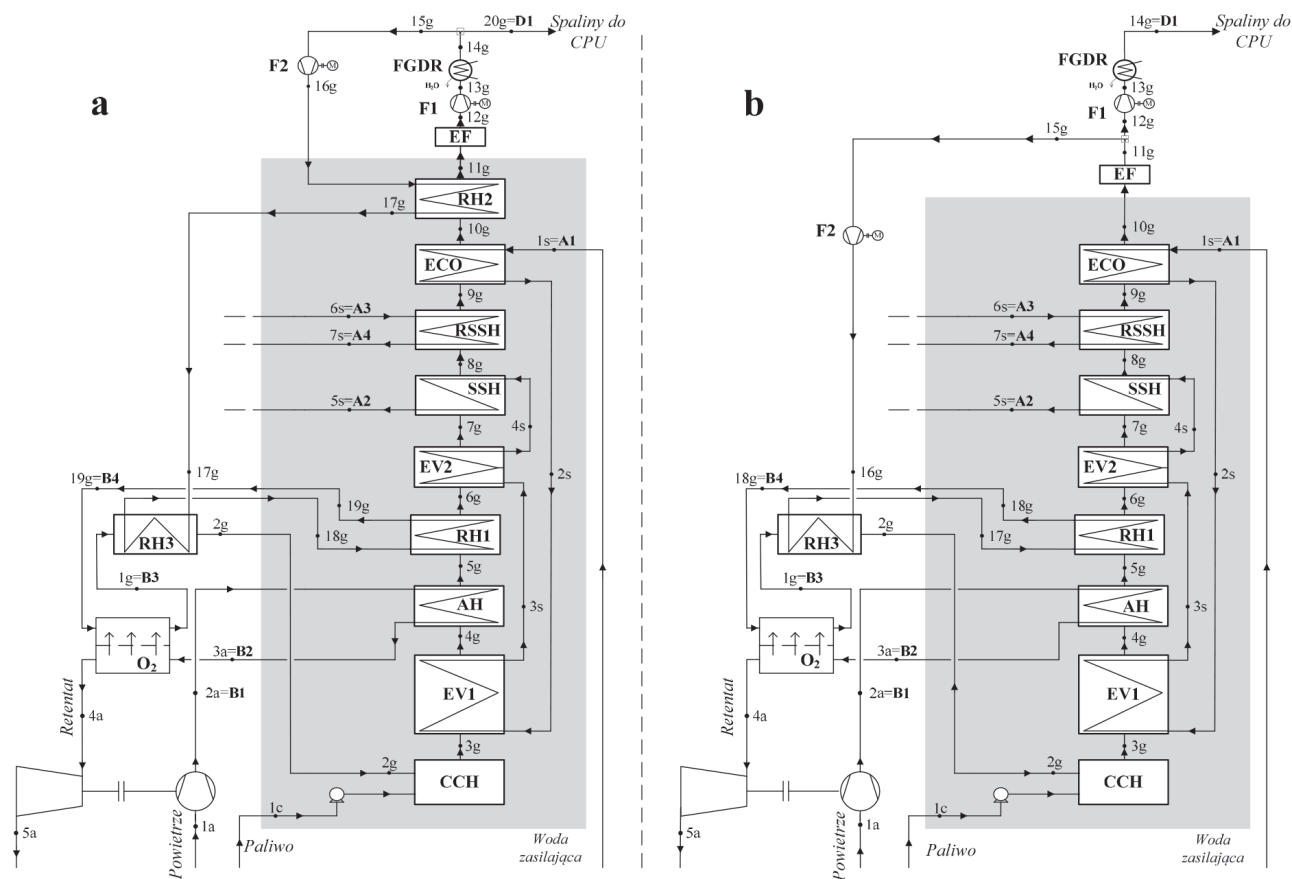 a
15g
20g=D1
Spaliny do
CPU
14g
F2
M
FGDR
16g
H₂O
13g
F1
M
12g
EF
11g
RH2
17g
10g
1s=A1
ECO
9g
6s=A3
RSSH
7s=A4
8g
SSH
5s=A2
7g
4s
EV2
19g=B4
17g
2s
6g
19g
2g
18g
RH3
RH1
1g=B3
5g
AH
3s
4g
O₂
3a=B2
Retentat
2a=B1
EV1
4a
3g
2g
CCH
1c
5a
1a
Powietrze
Paliwo
Woda
zasilająca
b
14g=D1
Spaliny do
CPU
FGDR
H₂O
13g
F1
M
12g
15g
11g
EF
F2
M
10g
1s=A1
ECO
9g
6s=A3
RSSH
7s=A4
8g
SSH
5s=A2
7g
4s
EV2
18g=B4
16g
2s
6g
18g
2g
17g
RH3
RH1
1g=B3
5g
AH
3s
4g
O₂
3a=B2
Retentat
2a=B1
EV1
4a
3g
2g
CCH
1c
5a
1a
Powietrze
Paliwo
Woda
zasilająca